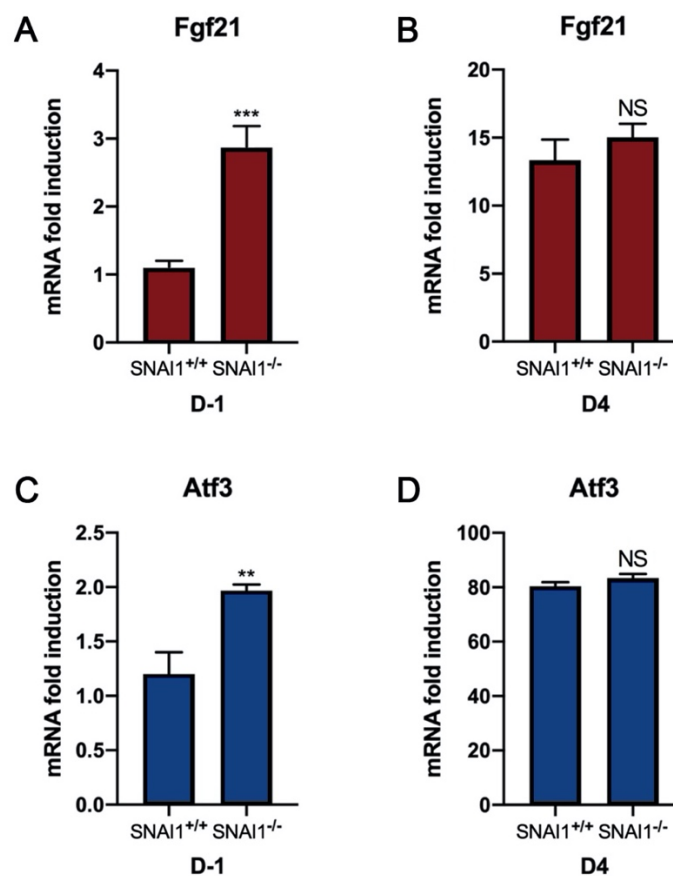 A
Fgf21
mRNA fold induction
4
3
2
1
0
***
SNAI1+/+ SNAI1-/-
D-1
B
Fgf21
mRNA fold induction
20
15
10
5
0
NS
SNAI1+/+ SNAI1-/-
D4
C
Atf3
mRNA fold induction
2.5
2.0
1.5
1.0
0.5
0.0
**
SNAI1+/+ SNAI1-/-
D-1
D
Atf3
mRNA fold induction
100
80
60
40
20
0
NS
SNAI1+/+ SNAI1-/-
D4